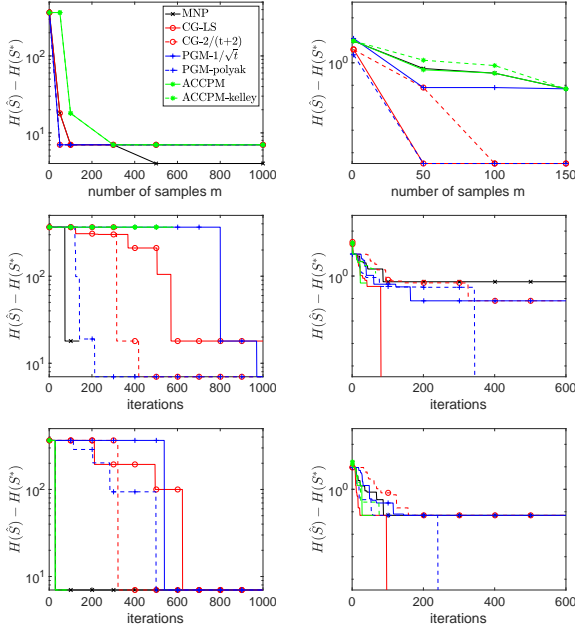 MNP
CG-LS
CG-2/(t+2)
PGM-1/√t
PGM-polyak
ACCPM
ACCPM-kelley
H(Ŝ) − H(S*)
10²
10¹
0 200 400 600 800 1000
number of samples m
H(Ŝ) − H(S*)
10⁰
0 50 100 150
number of samples m
H(Ŝ) − H(S*)
10²
10¹
0 200 400 600 800 1000
iterations
H(Ŝ) − H(S*)
10⁰
0 200 400 600
iterations
H(Ŝ) − H(S*)
10²
10¹
0 200 400 600 800 1000
iterations
H(Ŝ) − H(S*)
10⁰
0 200 400 600
iterations